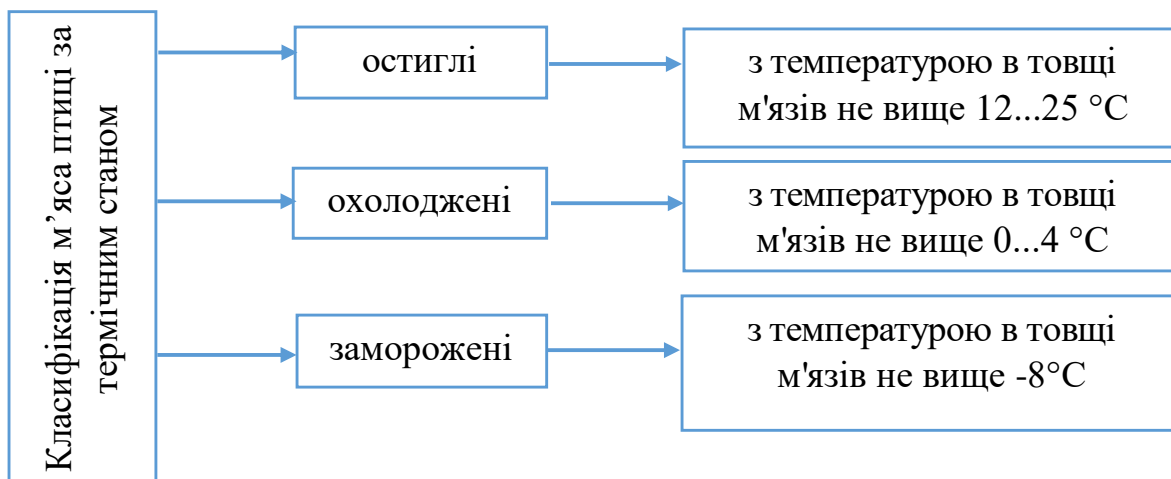 Класифікація м’яса птиці за
термічним станом
остиглі
з температурою в товщі
м'язів не вище 12...25 °С
охолоджені
з температурою в товщі
м'язів не вище 0...4 °С
заморожені
з температурою в товщі
м'язів не вище -8°С